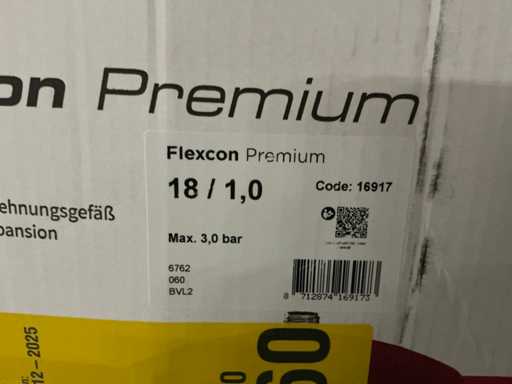 on Premium
Flexcon Premium
18 / 1,0 Code: 16917
ehnungsgefäß
pansion
Max. 3,0 bar
6762
060
BVL2
8 712874 169173
12-2025
60